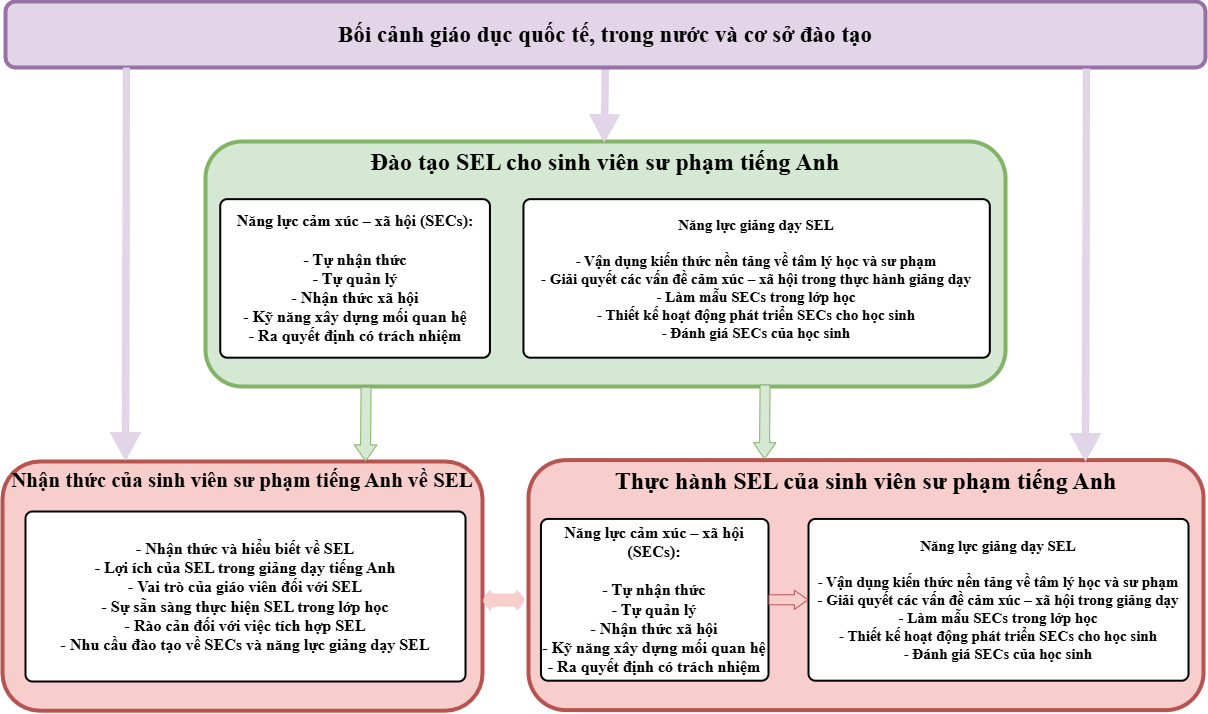 Bối cảnh giáo dục quốc tế, trong nước và cơ sở đào tạo
Đào tạo SEL cho sinh viên sư phạm tiếng Anh
Năng lực cảm xúc – xã hội (SECs):
- Tự nhận thức
- Tự quản lý
- Nhận thức xã hội
- Kỹ năng xây dựng mối quan hệ
- Ra quyết định có trách nhiệm
Năng lực giảng dạy SEL
- Vận dụng kiến thức nền tảng về tâm lý học và sư phạm
- Giải quyết các vấn đề cảm xúc – xã hội trong thực hành giảng dạy
- Làm mẫu SECs trong lớp học
- Thiết kế hoạt động phát triển SECs cho học sinh
- Đánh giá SECs của học sinh
Nhận thức của sinh viên sư phạm tiếng Anh về SEL
- Nhận thức và hiểu biết về SEL
- Lợi ích của SEL trong giảng dạy tiếng Anh
- Vai trò của giáo viên đối với SEL
- Sự sẵn sàng thực hiện SEL trong lớp học
- Rào cản đối với việc tích hợp SEL
- Nhu cầu đào tạo về SECs và năng lực giảng dạy SEL
Thực hành SEL của sinh viên sư phạm tiếng Anh
Năng lực cảm xúc – xã hội
(SECs):
- Tự nhận thức
- Tự quản lý
- Nhận thức xã hội
- Kỹ năng xây dựng mối quan hệ
- Ra quyết định có trách nhiệm
Năng lực giảng dạy SEL
- Vận dụng kiến thức nền tảng về tâm lý học và sư phạm
- Giải quyết các vấn đề cảm xúc – xã hội trong giảng dạy
- Làm mẫu SECs trong lớp học
- Thiết kế hoạt động phát triển SECs cho học sinh
- Đánh giá SECs của học sinh